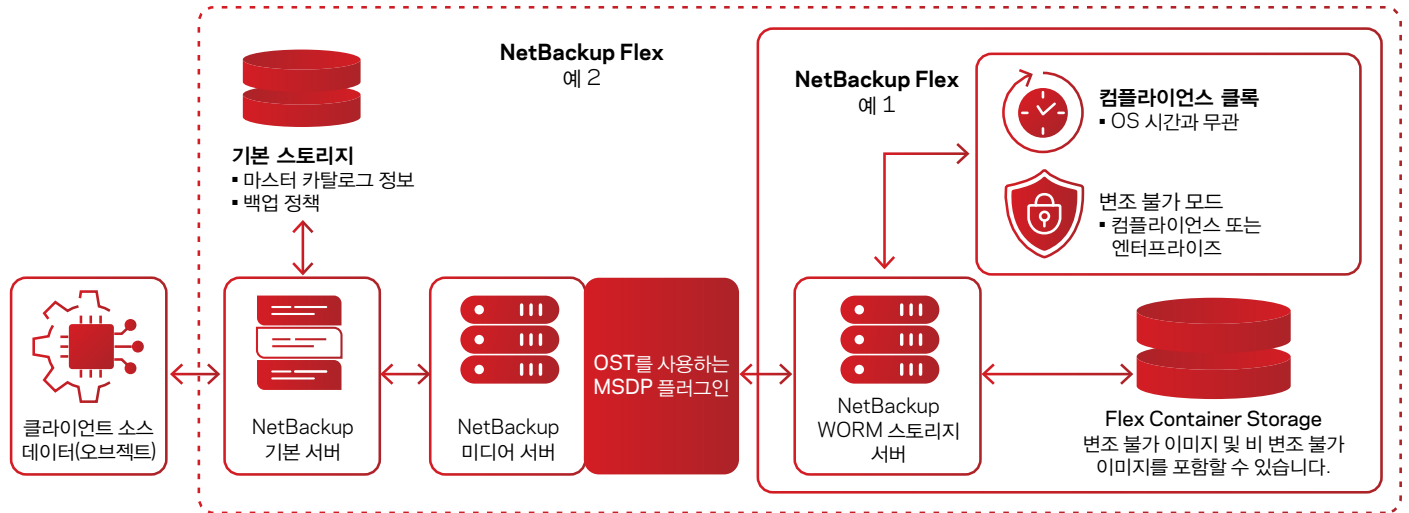 NetBackup Flex
예 2
기본 스토리지
▪ 마스터 카탈로그 정보
▪ 백업 정책
NetBackup Flex
예 1
컴플라이언스 클록
▪ OS 시간과 무관
변조 불가 모드
▪ 컴플라이언스 또는
엔터프라이즈
클라이언트 소스
데이터(오브젝트)
NetBackup
기본 서버
NetBackup
미디어 서버
OST를 사용하는
MSDP 플러그인
NetBackup
WORM 스토리지
서버
Flex Container Storage
변조 불가 이미지 및 비 변조 불가
이미지를 포함할 수 있습니다.